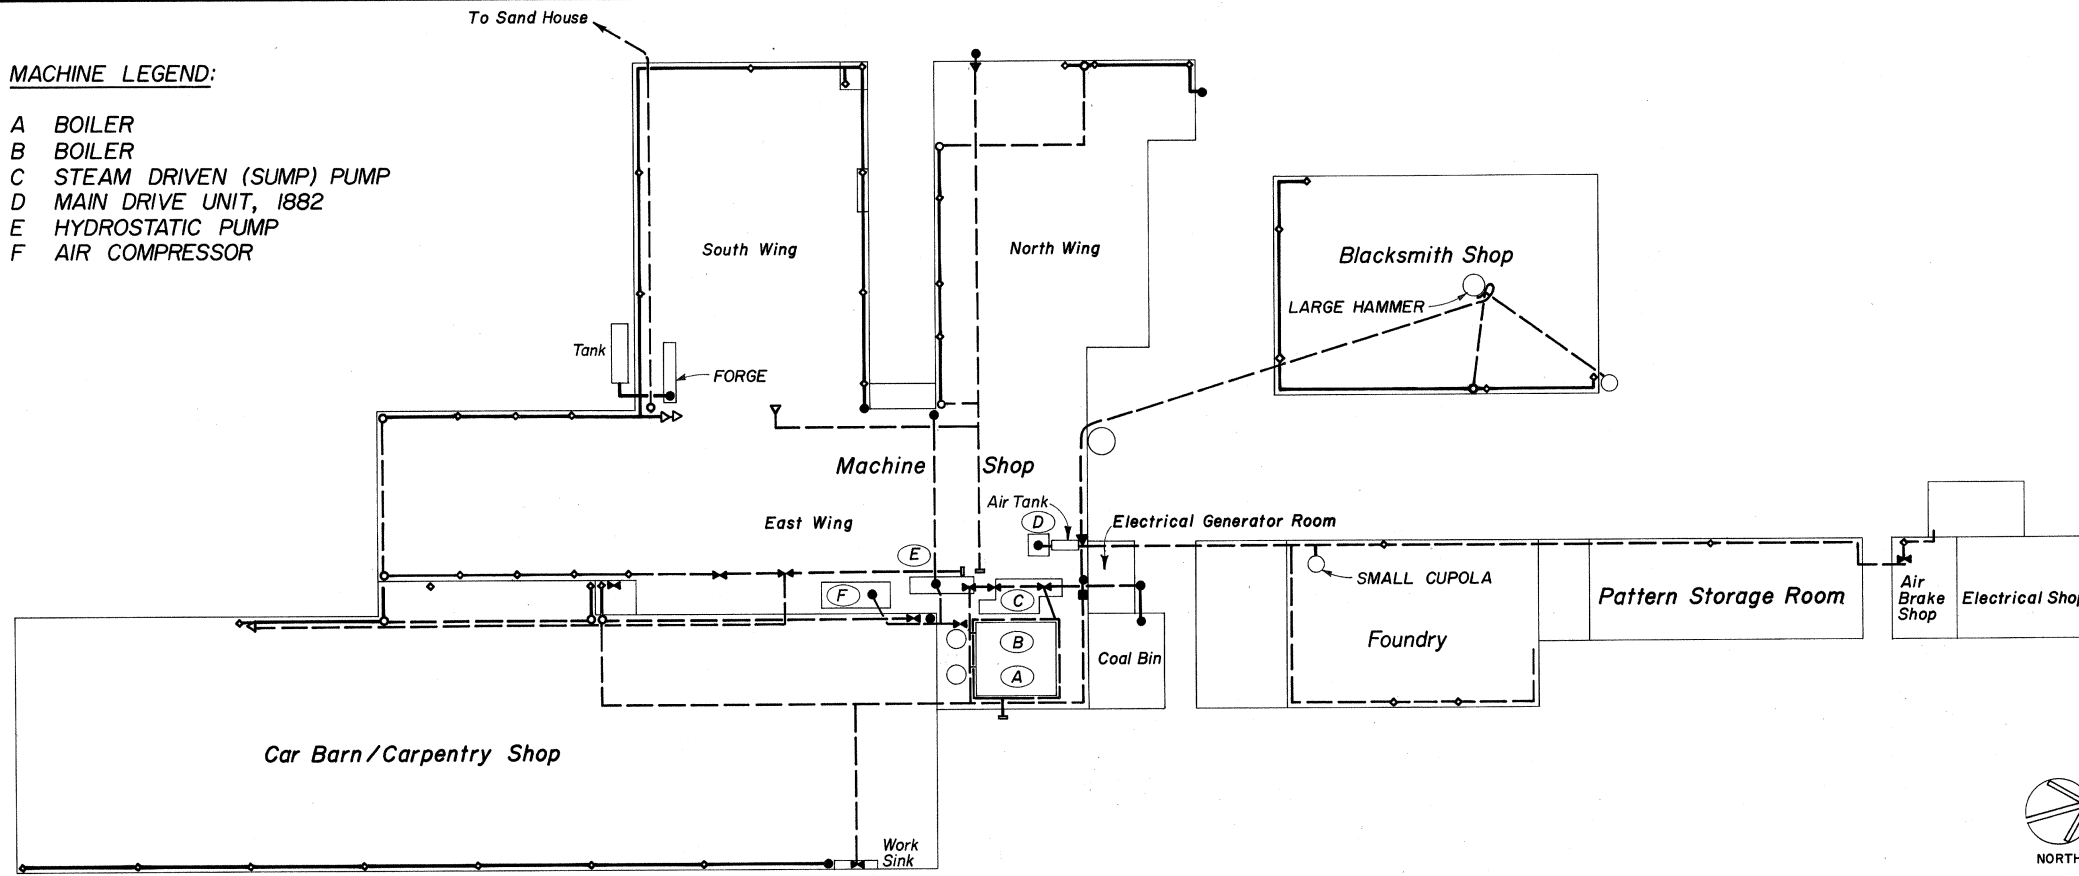 To Sand House
MACHINE LEGEND:
A BOILER
B BOILER
C STEAM DRIVEN (SUMP) PUMP
D MAIN DRIVE UNIT, 1882
E HYDROSTATIC PUMP
F AIR COMPRESSOR
South Wing
North Wing
Blacksmith Shop
LARGE HAMMER
Tank
FORGE
Machine Shop
Air Tank
D
Electrical Generator Room
East Wing
E
SMALL CUPOLA
F
C
Air
Brake
Shop
Electrical Shop
Pattern Storage Room
Foundry
B
A
Coal Bin
Car Barn/Carpentry Shop
Work
Sink
NORTH